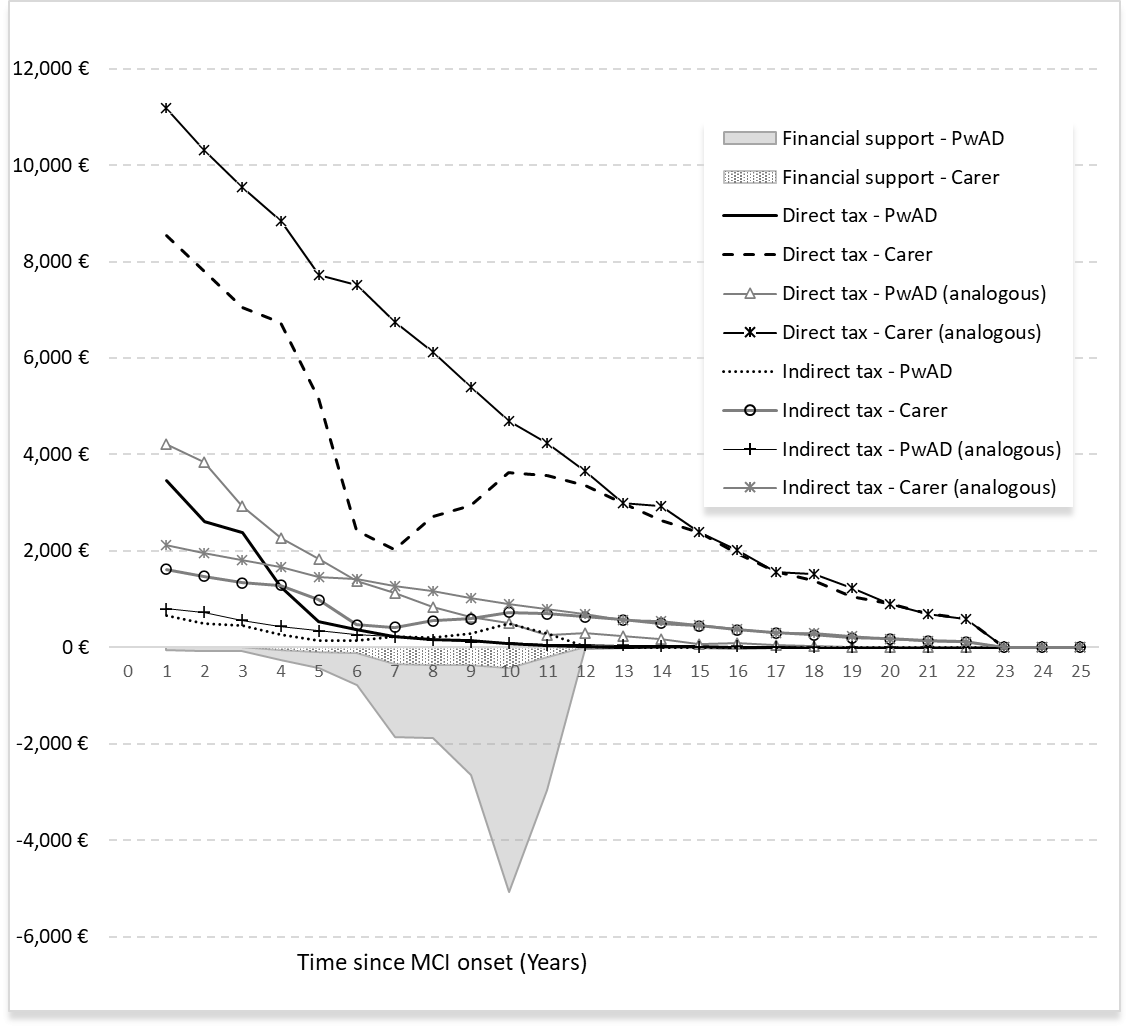 12,000 €
10,000 €
8,000 €
6,000 €
4,000 €
2,000 €
0 €
-2,000 €
-4,000 €
-6,000 €
Financial support - PwAD
Financial support - Carer
Direct tax - PwAD
Direct tax - Carer
Direct tax - PwAD (analogous)
Direct tax - Carer (analogous)
Indirect tax - PwAD
Indirect tax - Carer
Indirect tax - PwAD (analogous)
Indirect tax - Carer (analogous)
0 1 2 3 4 5 6 7 8 9 10 11 12 13 14 15 16 17 18 19 20 21 22 23 24 25
Time since MCI onset (Years)